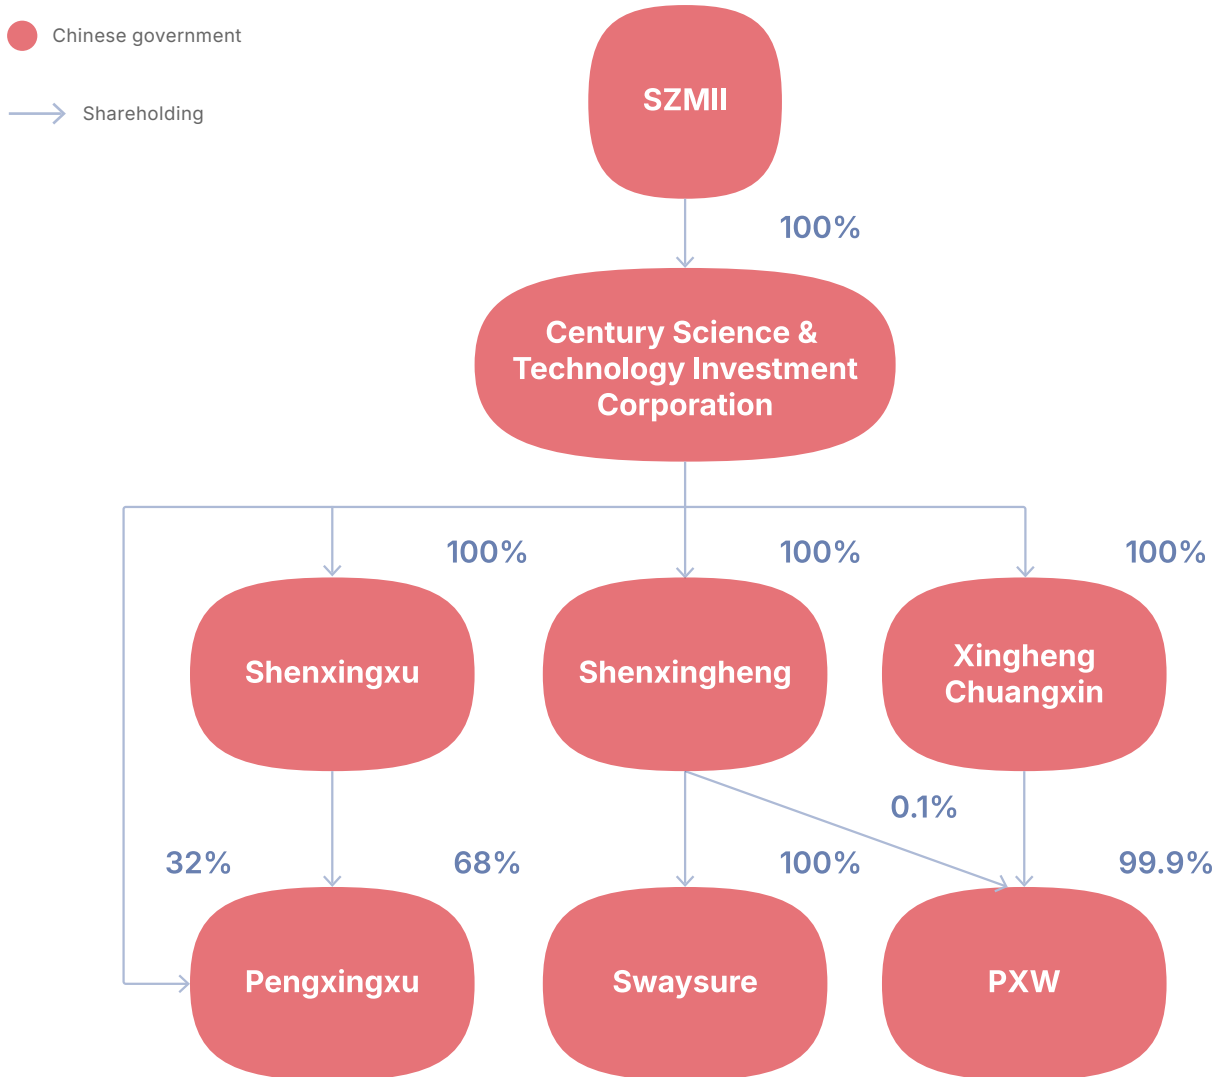 Chinese government
Shareholding
SZMII
100%
Century Science &
Technology Investment
Corporation
100%
100%
100%
Shenxingxu
Shenxingheng
Xingheng
Chuangxin
0.1%
32%
68%
100%
99.9%
Pengxingxu
Swaysure
PXW